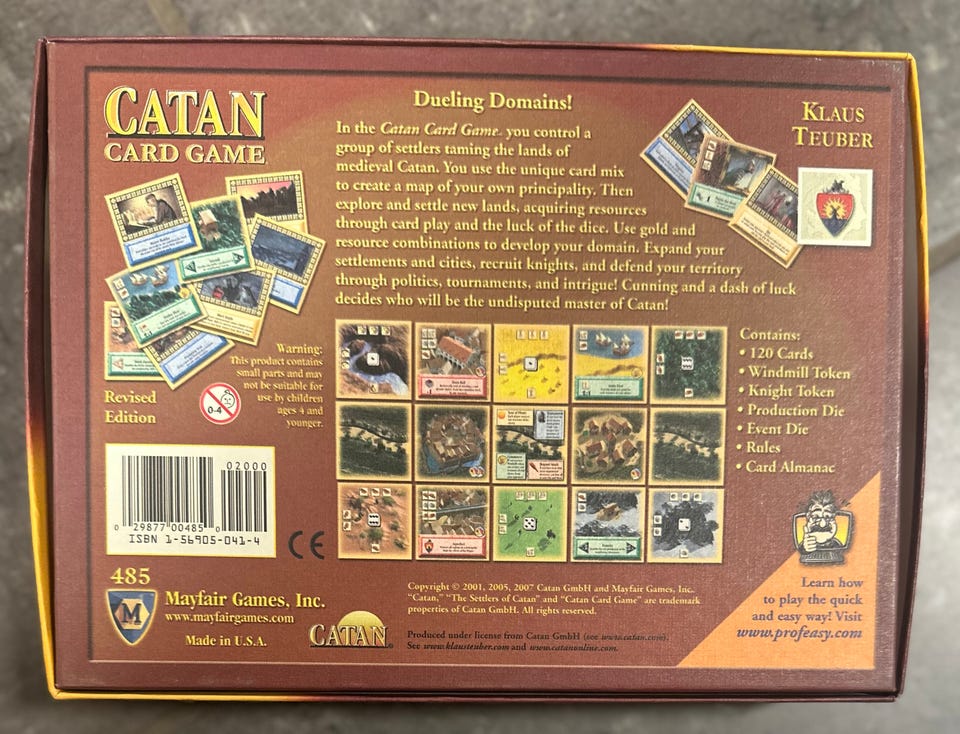 CATAN
CARD GAME
Dueling Domains!
In the Catan Card Game™ you control a
group of settlers taming the lands of
medieval Catan. You use the unique card mix
to create a map of your own principality. Then
explore and settle new lands, acquiring resources
through card play and the luck of the dice. Use gold and
resource combinations to develop your domain. Expand your
settlements and cities, recruit knights, and defend your territory
through politics, tournaments, and intrigue! Cunning and a dash of luck
decides who will be the undisputed master of Catan!
KLAUS
TEUBER
Warning:
This product contains
small parts and may
not be suitable for
use by children
ages 4 and
younger.
0-4
Revised
Edition
Contains:
• 120 Cards
• Windmill Token
• Knight Token
• Production Die
• Event Die
• Rules
• Card Almanac
02000
0 29877 00485 0
ISBN 1-56905-041-4
CE
485
M
Mayfair Games, Inc.
www.mayfairgames.com
Made in U.S.A.
CATAN
Copyright © 2001, 2005, 2007 Catan GmbH and Mayfair Games, Inc.
"Catan," "The Settlers of Catan" and "Catan Card Game" are trademark
properties of Catan GmbH. All rights reserved.
Produced under license from Catan GmbH (see www.catan.com).
See www.klausteuber.com and www.catanonline.com.
Learn how
to play the quick
and easy way! Visit
www.profeasy.com